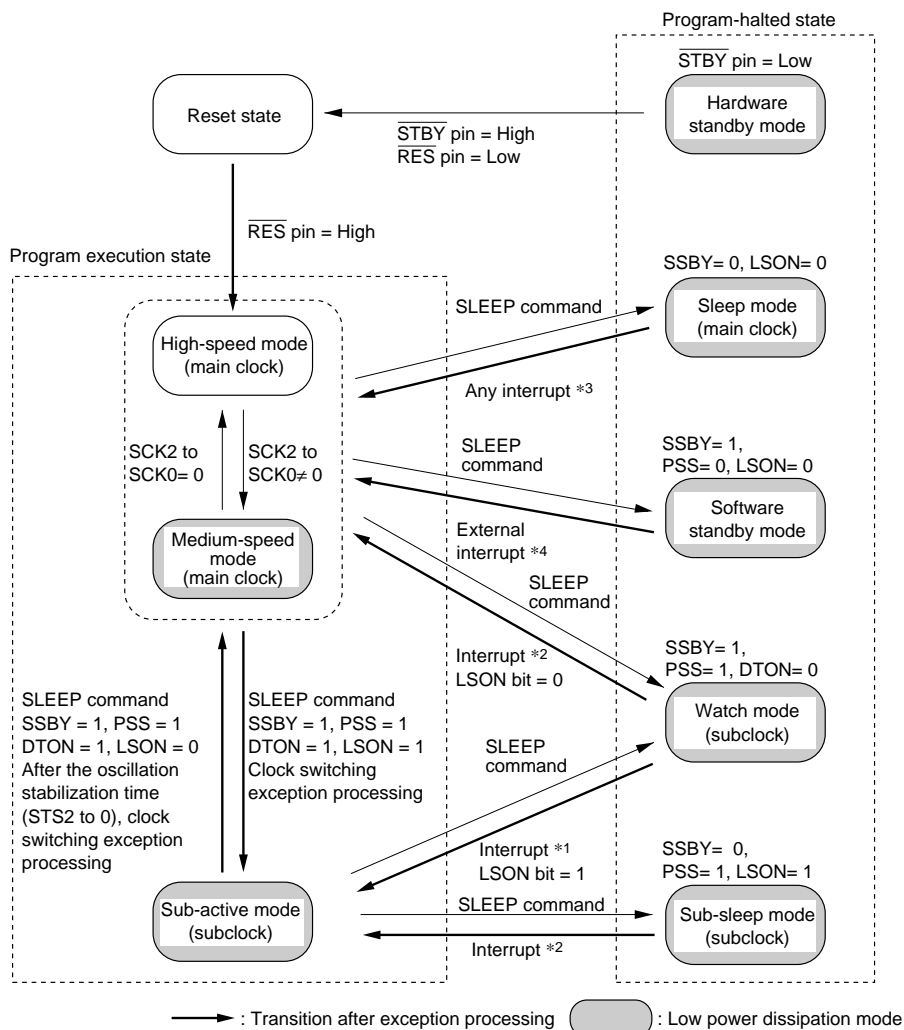 Program-halted state
STBY pin = Low
Hardware
standby mode
Reset state
STBY pin = High
RES pin = Low
RES pin = High
Program execution state
SSBY= 0, LSON= 0
SLEEP command
Sleep mode
(main clock)
High-speed mode
(main clock)
Any interrupt *3
SCK2 to
SCK0= 0
SCK2 to
SCK0≠ 0
SLEEP
command
SSBY= 1,
PSS= 0, LSON= 0
Software
standby mode
Medium-speed
mode
(main clock)
External
interrupt *4
SLEEP
command
SSBY= 1,
PSS= 1, DTON= 0
Interrupt *2
LSON bit = 0
Watch mode
(subclock)
SLEEP command
SSBY = 1, PSS = 1
DTON = 1, LSON = 0
After the oscillation
stabilization time
(STS2 to 0), clock
switching exception
processing
SLEEP command
SSBY = 1, PSS = 1
DTON = 1, LSON = 1
Clock switching
exception processing
SLEEP
command
Interrupt *1
LSON bit = 1
SSBY= 0,
PSS= 1, LSON= 1
Sub-active mode
(subclock)
SLEEP command
Sub-sleep mode
(subclock)
Interrupt *2
: Transition after exception processing
: Low power dissipation mode